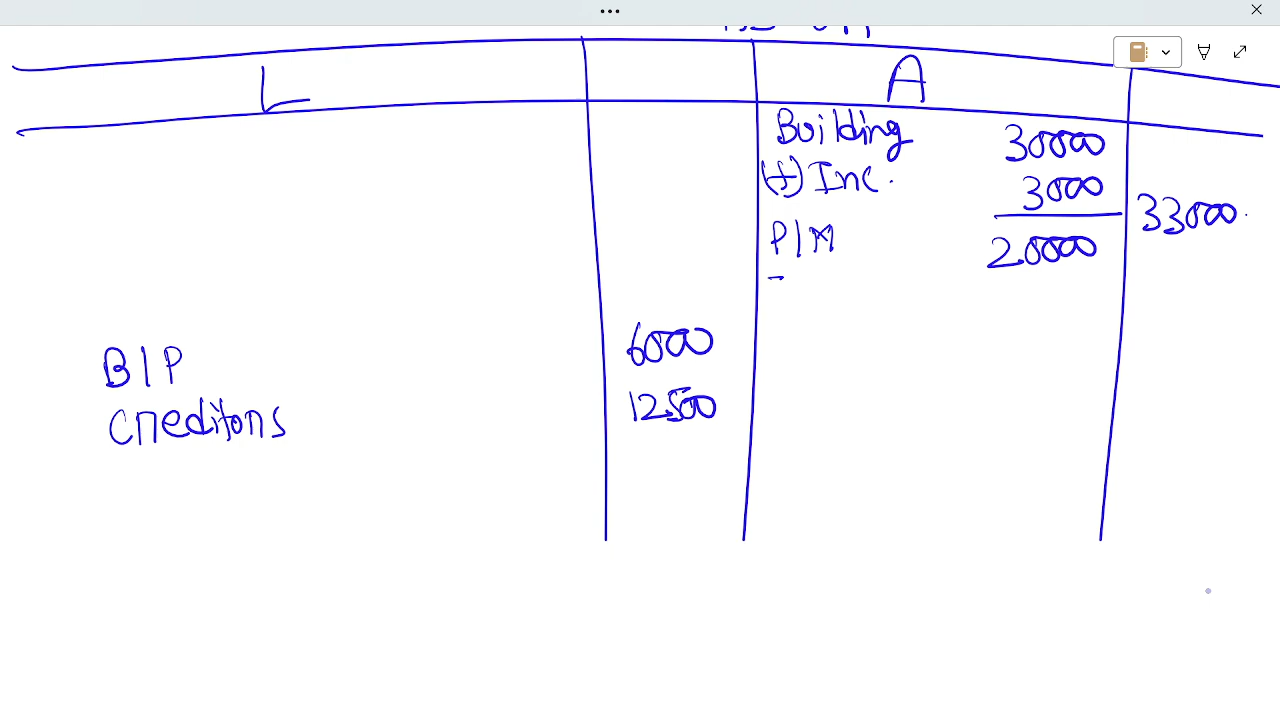 L A
Building 30000
(+) Inc. 3000 33000
P/M 20000
B/P 6000
Creditors 12500